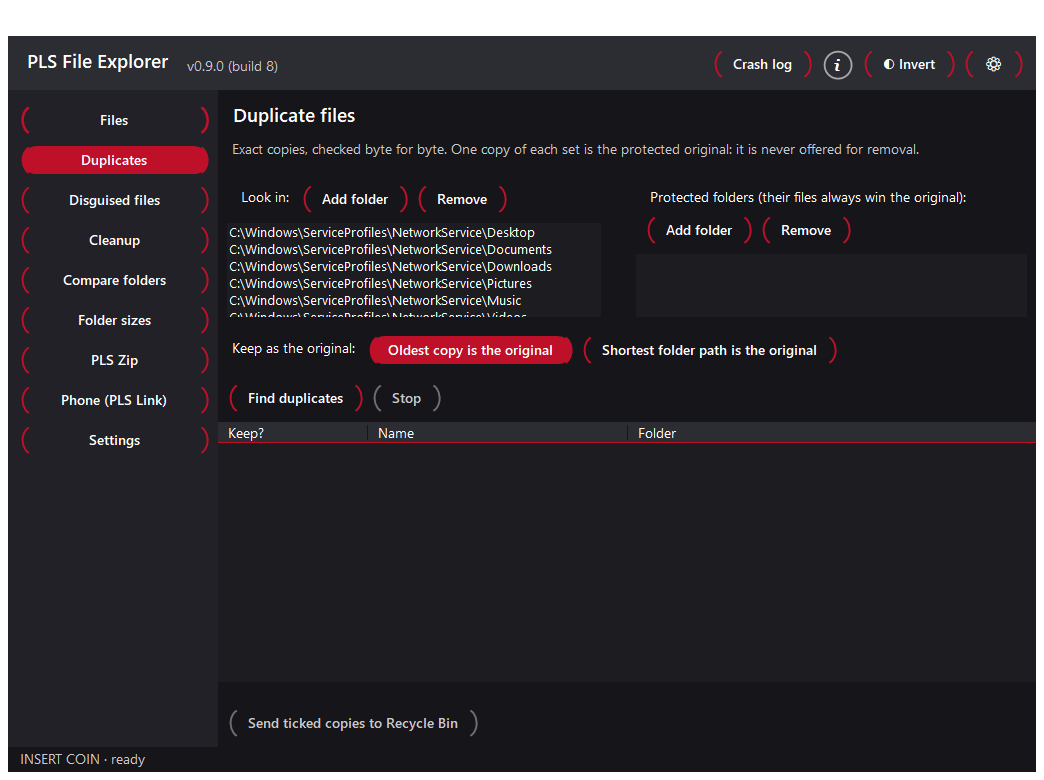 PLS File Explorer v0.9.0 (build 8)
Crash log
i
Invert
Files
Duplicates
Disguised files
Cleanup
Compare folders
Folder sizes
PLS Zip
Phone (PLS Link)
Settings
Duplicate files
Exact copies, checked byte for byte. One copy of each set is the protected original: it is never offered for removal.
Look in: Add folder Remove
C:\Windows\ServiceProfiles\NetworkService\Desktop
C:\Windows\ServiceProfiles\NetworkService\Documents
C:\Windows\ServiceProfiles\NetworkService\Downloads
C:\Windows\ServiceProfiles\NetworkService\Pictures
C:\Windows\ServiceProfiles\NetworkService\Music
C:\Windows\ServiceProfiles\NetworkService\Videos
Protected folders (their files always win the original):
Add folder Remove
Keep as the original: Oldest copy is the original Shortest folder path is the original
Find duplicates Stop
Keep? Name Folder
Send ticked copies to Recycle Bin
INSERT COIN · ready